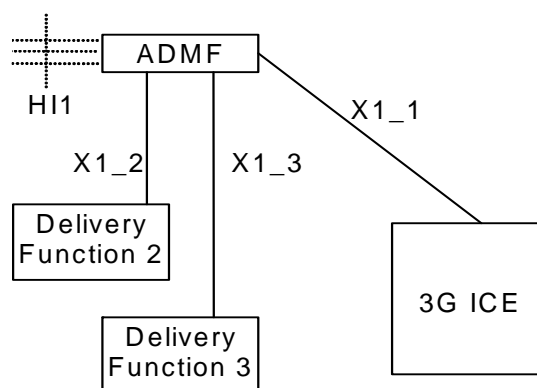 ADMF
HI1
X1_1
X1_2
X1_3
Delivery
Function 2
3G ICE
Delivery
Function 3